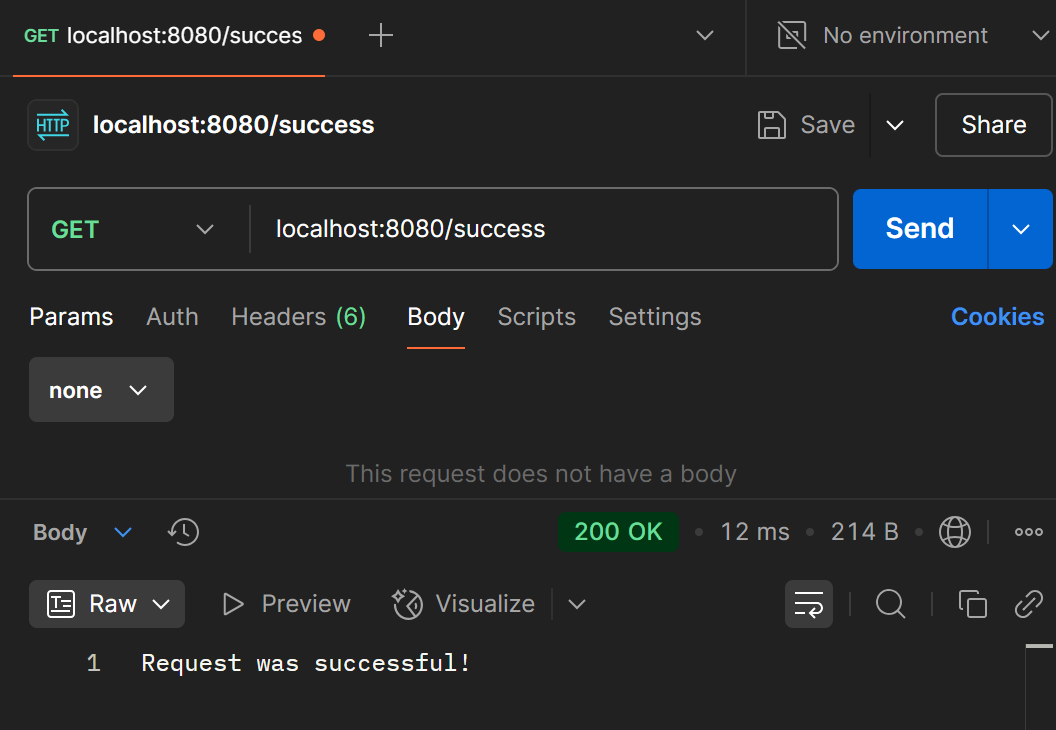 GET localhost:8080/succes No environment
HTTP localhost:8080/success Save Share
GET localhost:8080/success Send
Params Auth Headers (6) Body Scripts Settings Cookies
none
This request does not have a body
Body 200 OK • 12 ms • 214 B •
Raw Preview Visualize
1 Request was successful!